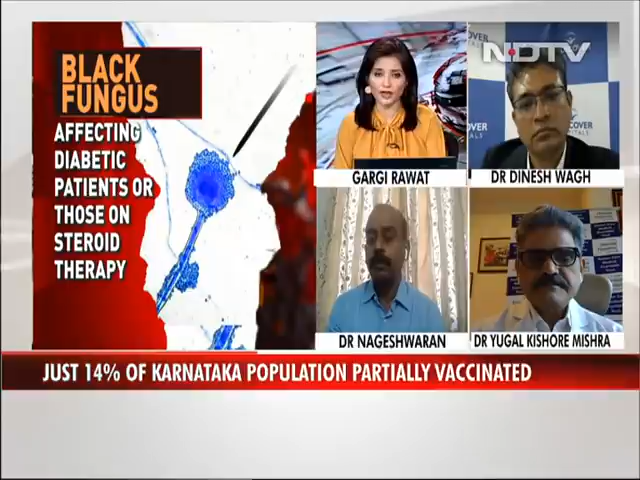 BLACK
FUNGUS
AFFECTING
DIABETIC
PATIENTS OR
THOSE ON
STEROID
THERAPY
NDTV
COVER
GARGI RAWAT
DR DINESH WAGH
DR NAGESHWARAN
DR YUGAL KISHORE MISHRA
JUST 14% OF KARNATAKA POPULATION PARTIALLY VACCINATED